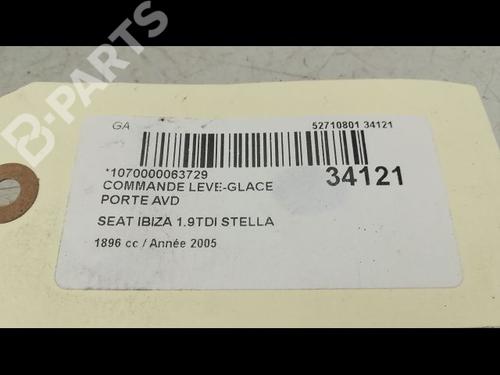 B-PARTS
GA 52710801 34121
*1070000063729
COMMANDE LEVE-GLACE
PORTE AVD
34121
SEAT IBIZA 1.9TDI STELLA
1896 cc / Année 2005